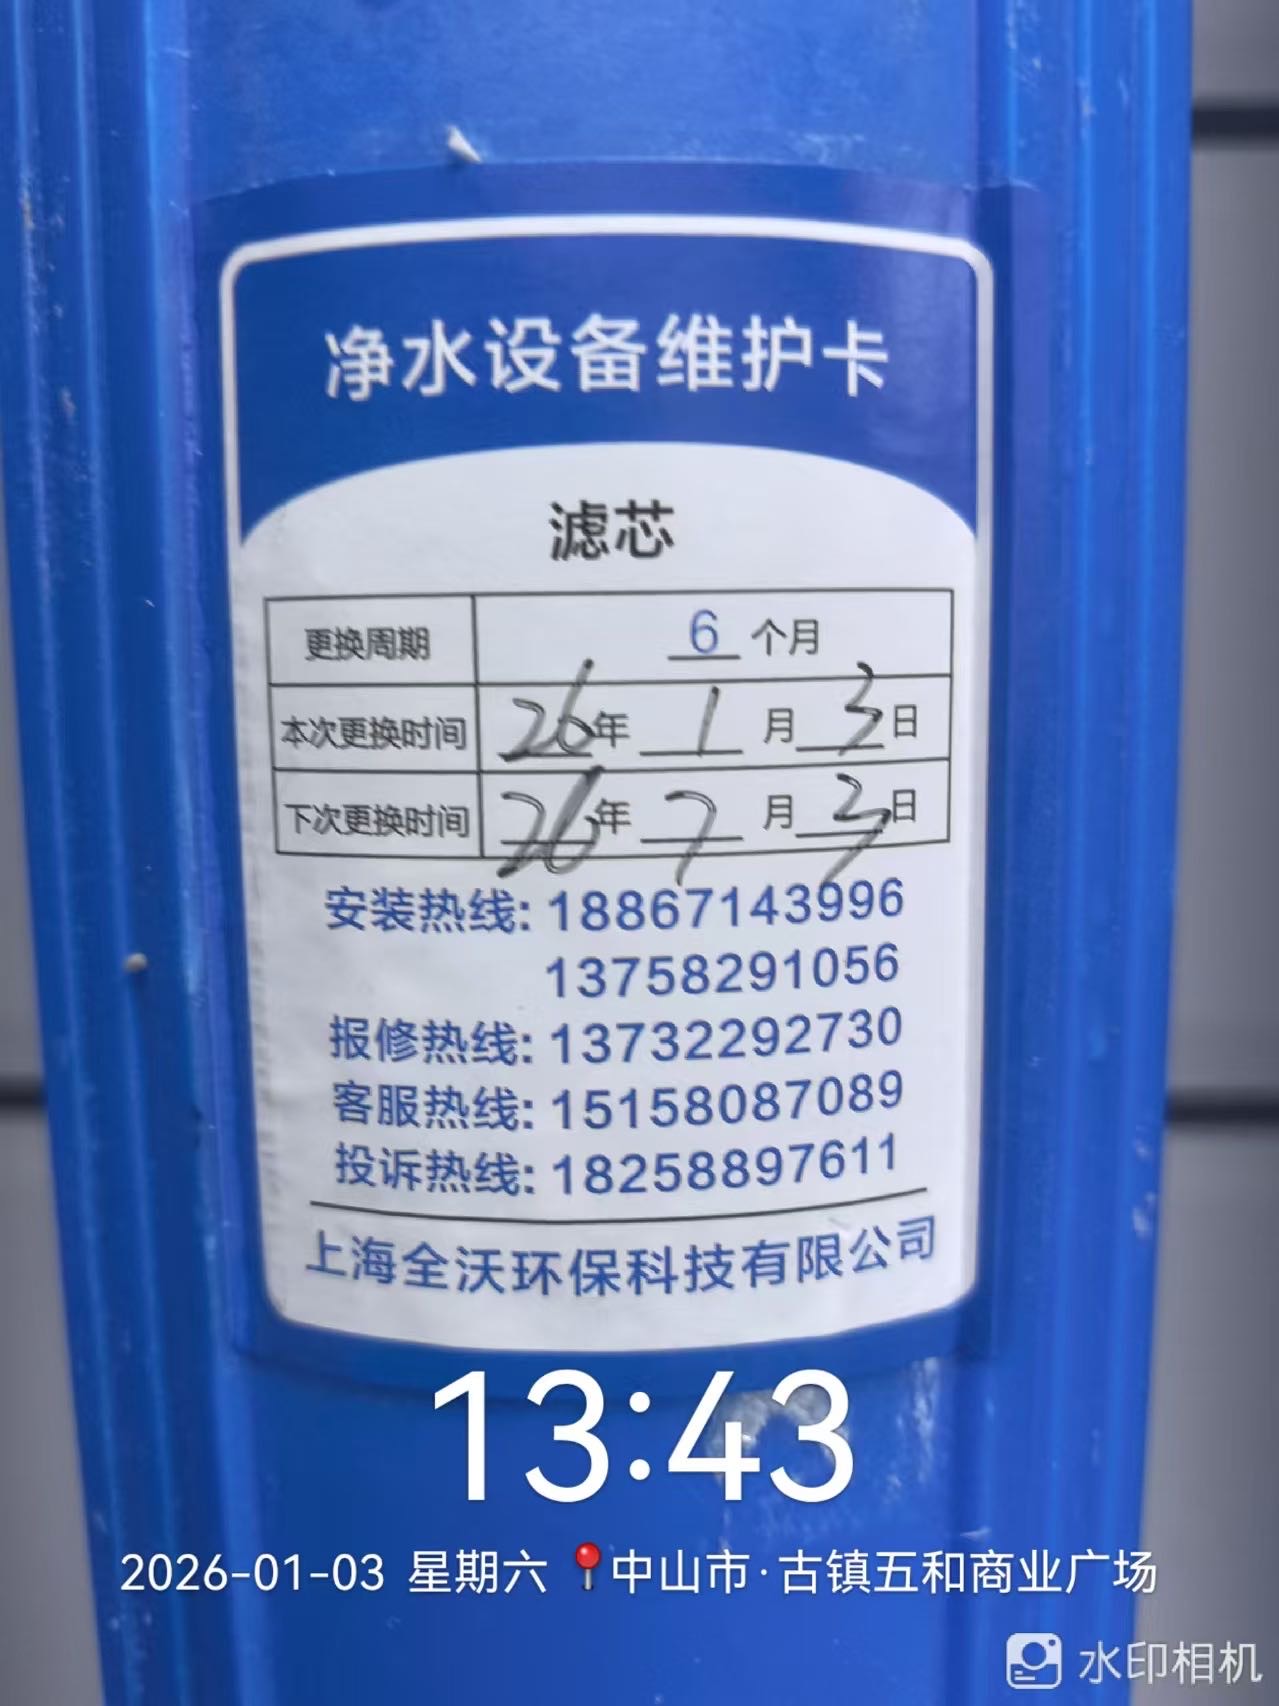 净水设备维护卡
滤芯
更换周期 6 个月
本次更换时间 26年 1 月 3日
下次更换时间 26年 7 月 3日
安装热线: 18867143996
13758291056
报修热线: 13732292730
客服热线: 15158087089
投诉热线: 18258897611
上海全沃环保科技有限公司
13:43
2026-01-03 星期六 📍中山市·古镇五和商业广场
水印相机